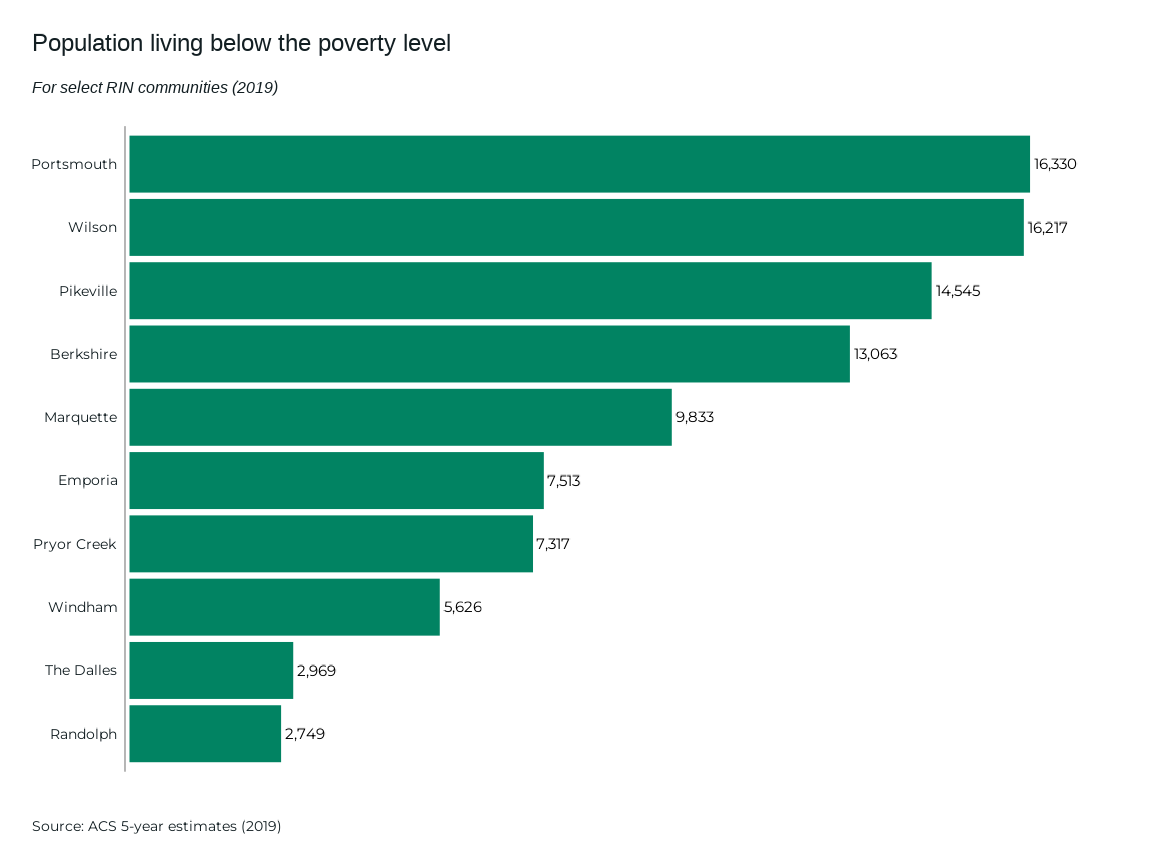 Population living below the poverty level
For select RIN communities (2019)
Portsmouth 16,330
Wilson 16,217
Pikeville 14,545
Berkshire 13,063
Marquette 9,833
Emporia 7,513
Pryor Creek 7,317
Windham 5,626
The Dalles 2,969
Randolph 2,749
Source: ACS 5-year estimates (2019)